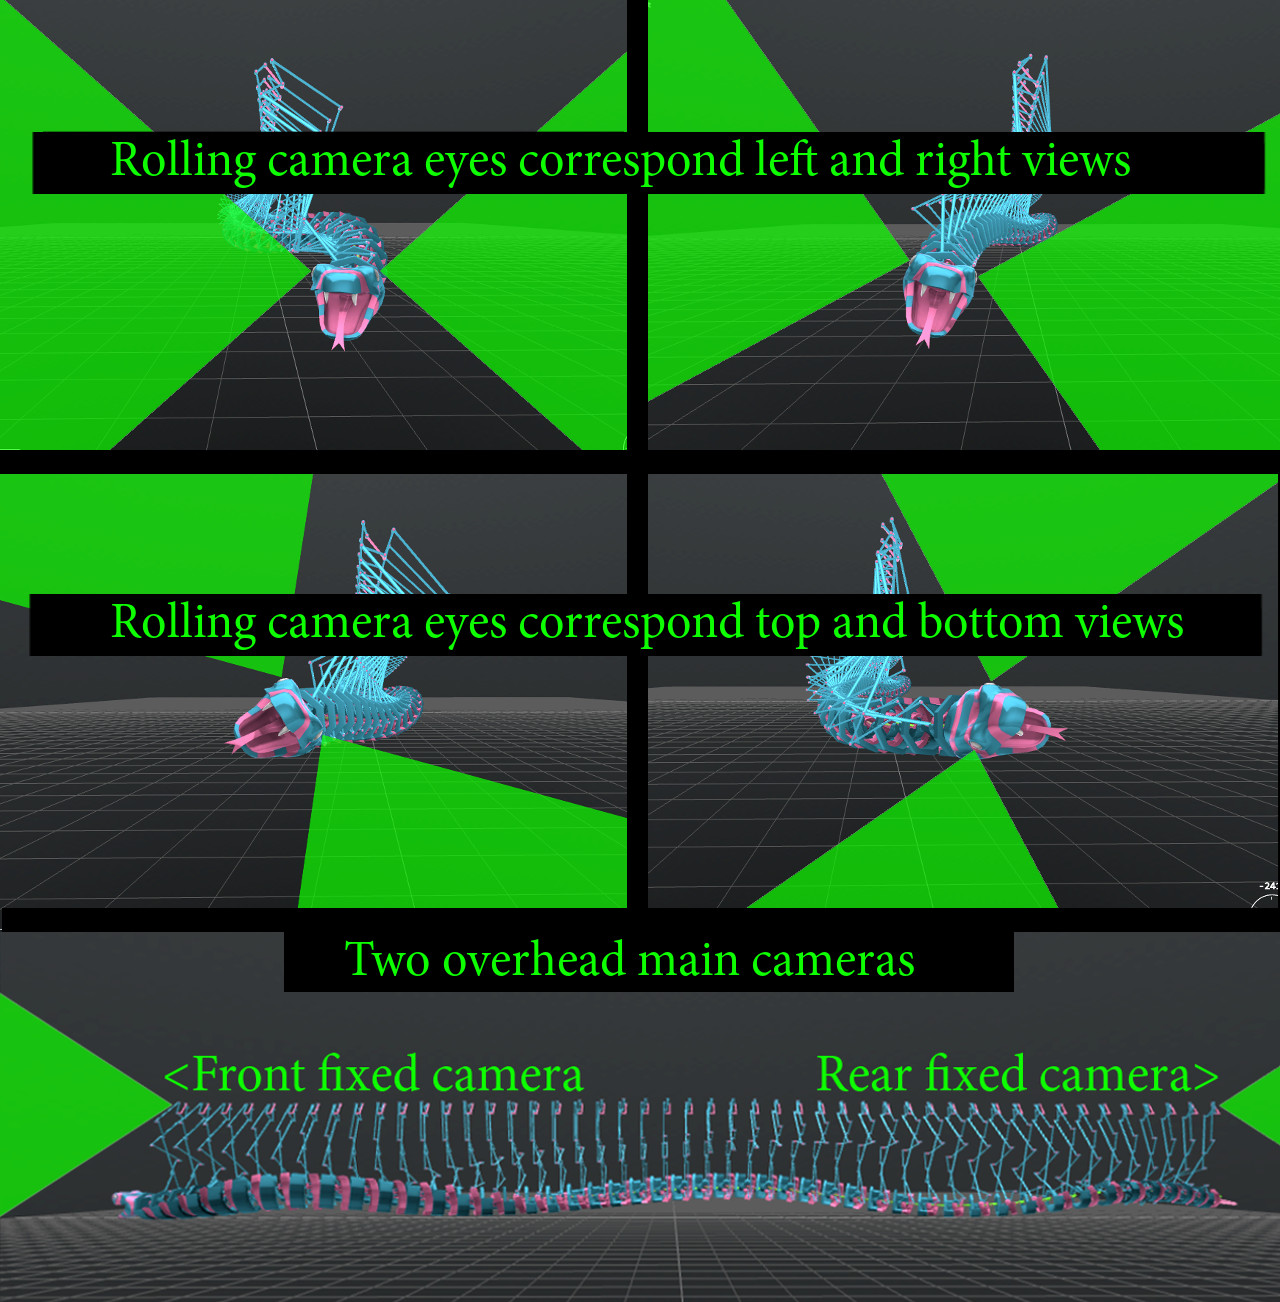 Rolling camera eyes correspond left and right views
Rolling camera eyes correspond top and bottom views
Two overhead main cameras
<Front fixed camera
Rear fixed camera>